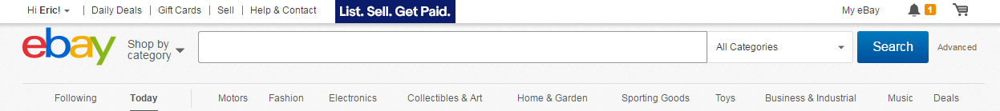 Hi Eric! Daily Deals Gift Cards Sell Help & Contact List. Sell. Get Paid. My eBay 1
ebay Shop by category All Categories Search Advanced
Following Today Motors Fashion Electronics Collectibles & Art Home & Garden Sporting Goods Toys Business & Industrial Music Deals